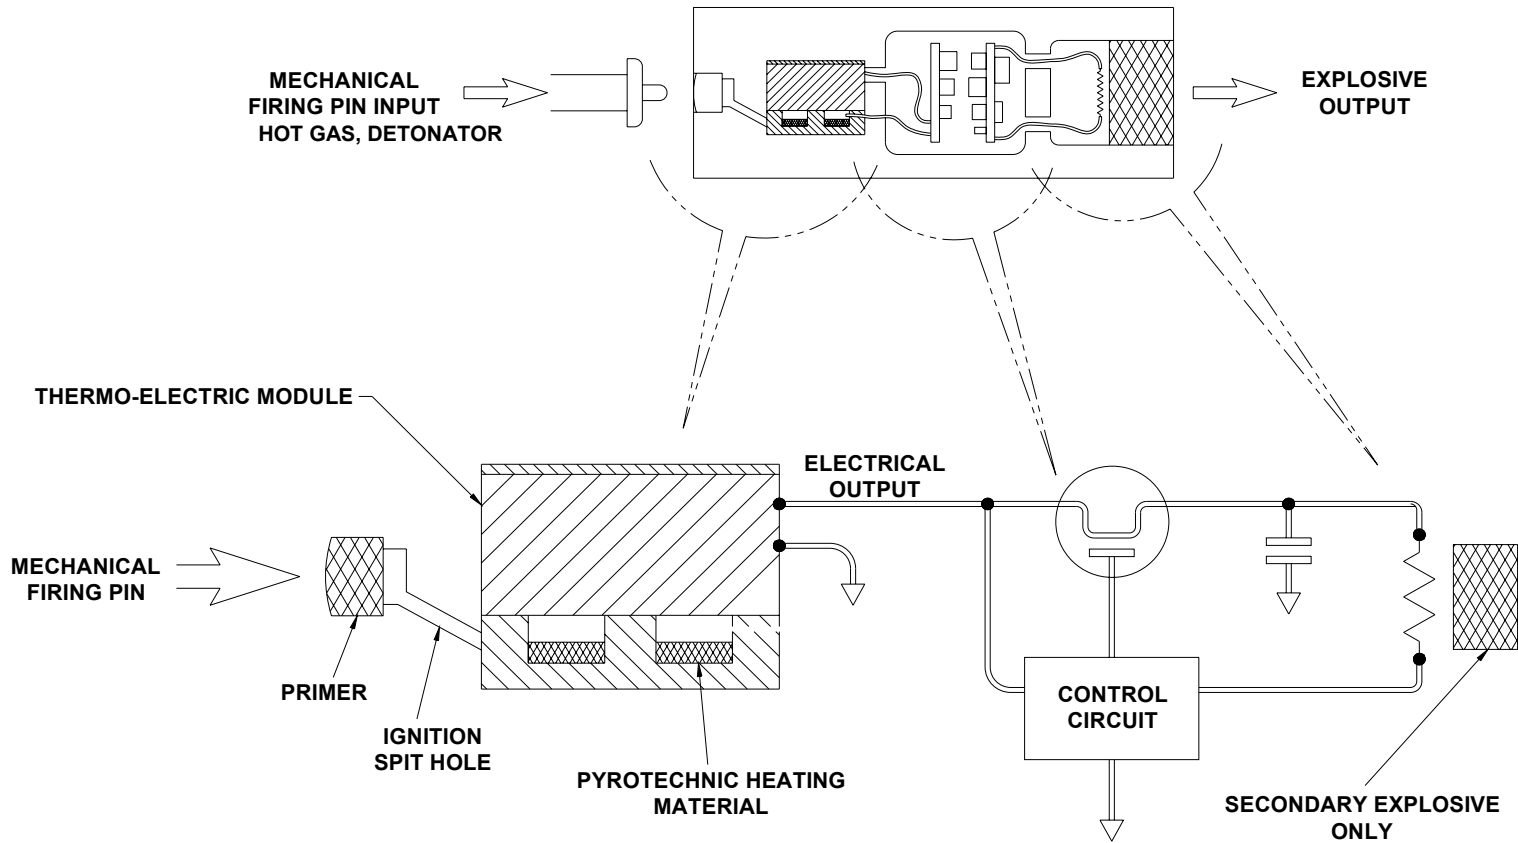 MECHANICAL
FIRING PIN INPUT
HOT GAS, DETONATOR
EXPLOSIVE
OUTPUT
THERMO-ELECTRIC MODULE
ELECTRICAL
OUTPUT
MECHANICAL
FIRING PIN
PRIMER
IGNITION
SPIT HOLE
PYROTECHNIC HEATING
MATERIAL
CONTROL
CIRCUIT
SECONDARY EXPLOSIVE
ONLY